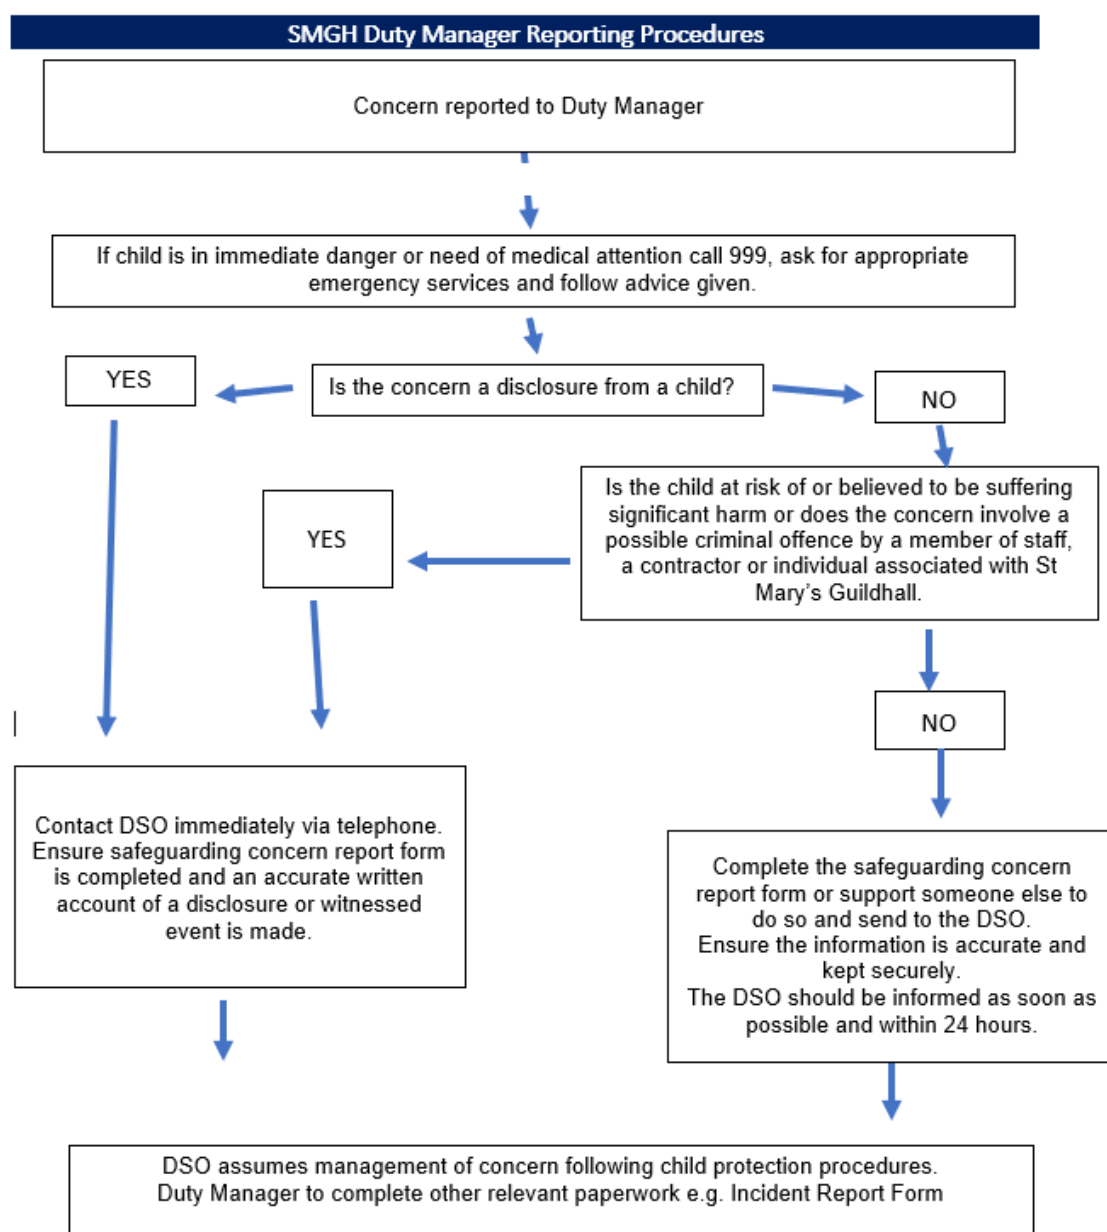 SMGH Duty Manager Reporting Procedures
Concern reported to Duty Manager
If child is in immediate danger or need of medical attention call 999, ask for appropriate
emergency services and follow advice given.
YES
Is the concern a disclosure from a child?
NO
Is the child at risk of or believed to be suffering
significant harm or does the concern involve a
possible criminal offence by a member of staff,
a contractor or individual associated with St
Mary's Guildhall.
YES
NO
Contact DSO immediately via telephone.
Ensure safeguarding concern report form
is completed and an accurate written
account of a disclosure or witnessed
event is made.
Complete the safeguarding concern
report form or support someone else to
do so and send to the DSO.
Ensure the information is accurate and
kept securely.
The DSO should be informed as soon as
possible and within 24 hours.
DSO assumes management of concern following child protection procedures.
Duty Manager to complete other relevant paperwork e.g. Incident Report Form